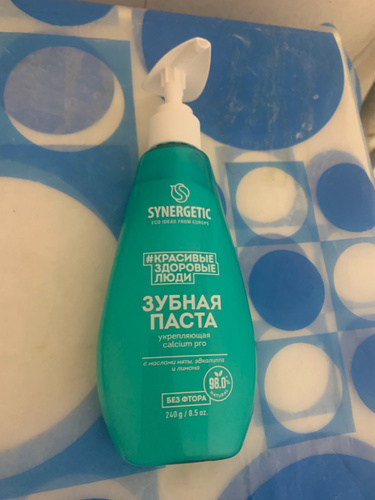 SYNERGETIC
ECO IDEAS FROM EUROPE
#КРАСИВЫЕ
ЗДОРОВЫЕ
ЛЮДИ
ЗУБНАЯ
ПАСТА
укрепляющая
calcium pro
с маслами мяты, эвкалипта
и лимона
98.0%
NATURAL
БЕЗ ФТОРА
240 g / 8.5 oz.